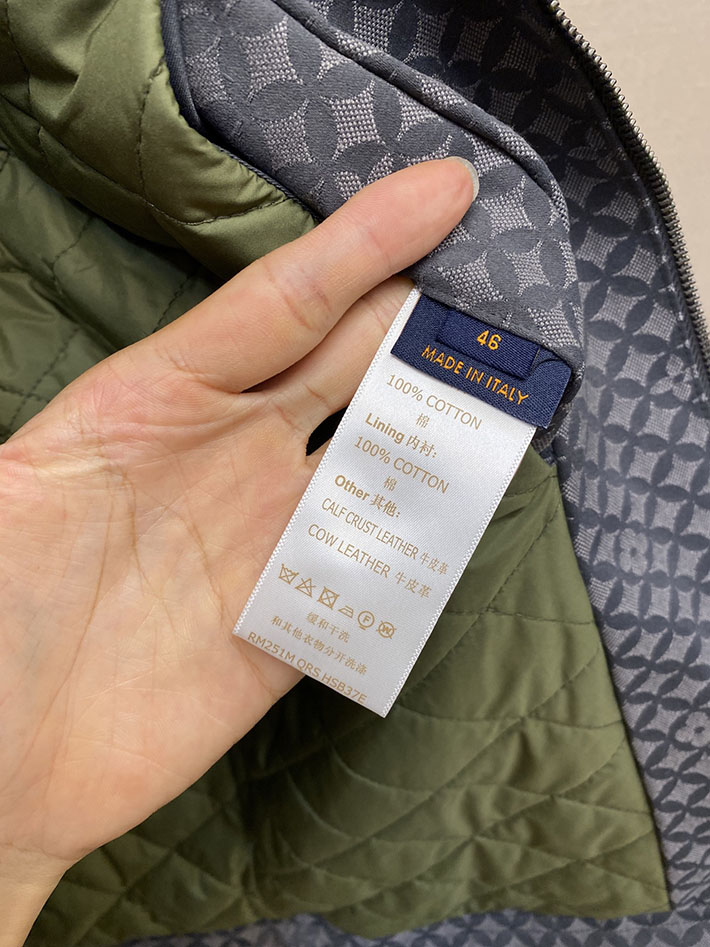 46
MADE IN ITALY
100% COTTON
棉
Lining 内衬:
100% COTTON
棉
Other 其他:
CALF CRUST LEATHER 牛皮革
COW LEATHER 牛皮革
F W
缓和干洗
和其他衣物分开洗涤
RM251M QRS HSB37E